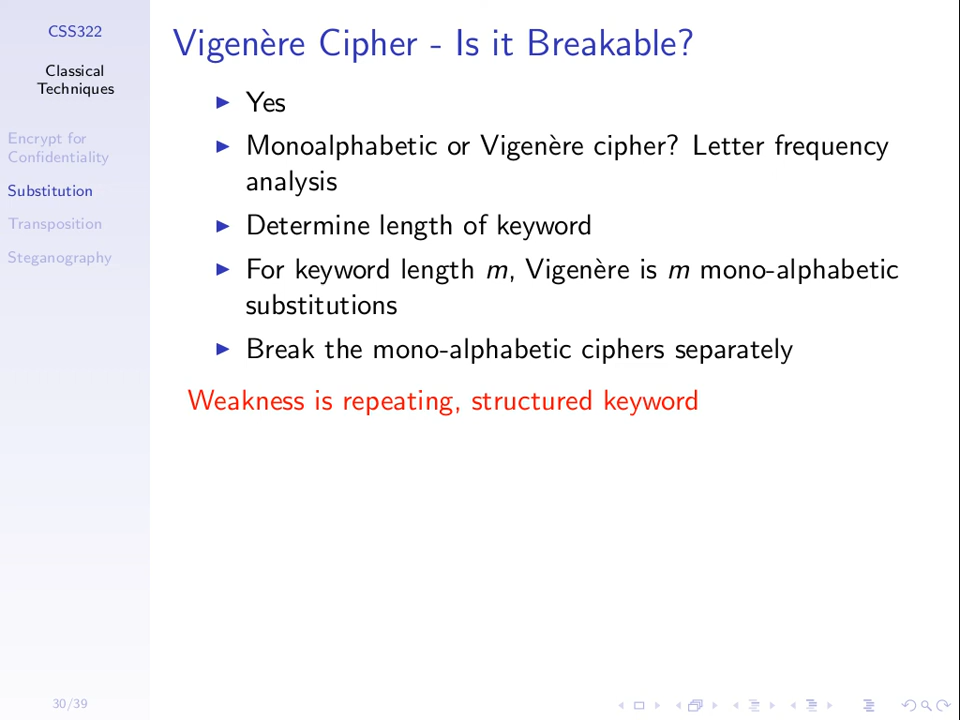 CSS322
Classical
Techniques
Encrypt for
Confidentiality
Substitution
Transposition
Steganography
30/39
Vigenère Cipher - Is it Breakable?
Yes
Monoalphabetic or Vigenère cipher? Letter frequency
analysis
Determine length of keyword
For keyword length m, Vigenère is m mono-alphabetic
substitutions
Break the mono-alphabetic ciphers separately
Weakness is repeating, structured keyword